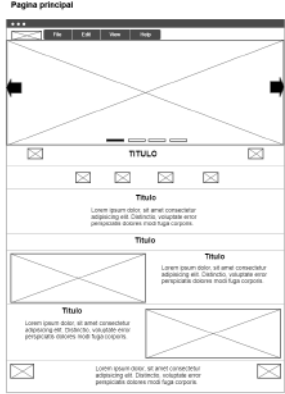 Pagina principal
File Edit View Help
TITULO
Titulo
Lorem ipsum dolor, sit amet consectetur
adipisicing elit. Distinctio, voluptate error
perspiciatis dolores modi fuga corporis.
Titulo
Titulo
Lorem ipsum dolor, sit amet consectetur
adipisicing elit. Distinctio, voluptate error
perspiciatis dolores modi fuga corporis.
Titulo
Lorem ipsum dolor, sit amet consectetur
adipisicing elit. Distinctio, voluptate error
perspiciatis dolores modi fuga corporis.
Lorem ipsum dolor, sit amet consectetur
adipisicing elit. Distinctio, voluptate error
perspiciatis dolores modi fuga corporis.